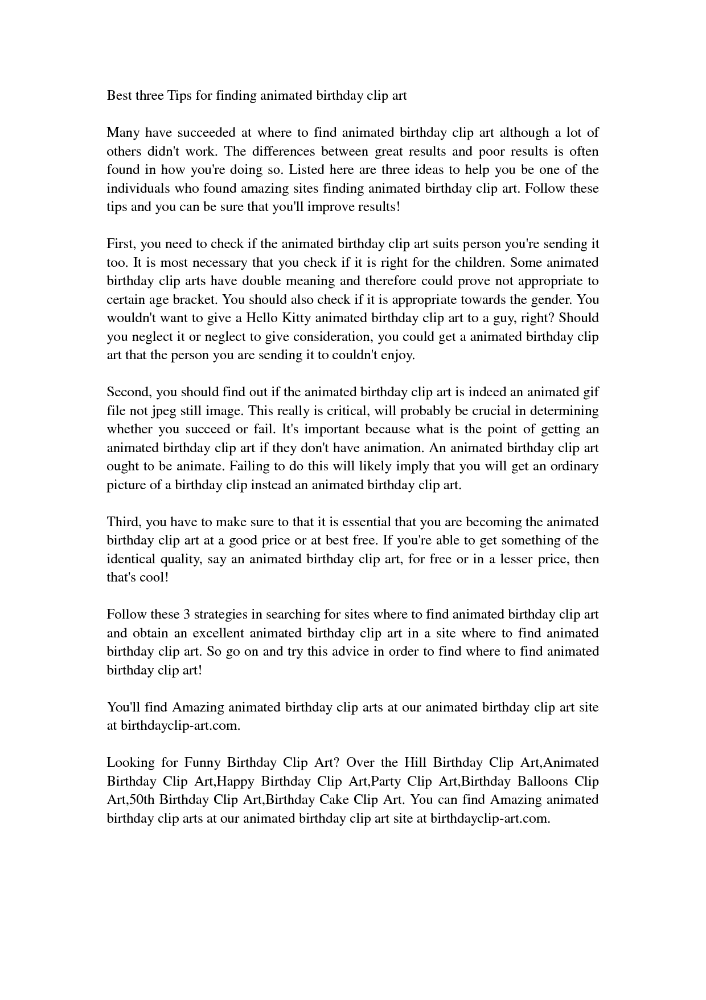 Best three Tips for finding animated birthday clip art
Many have succeeded at where to find animated birthday clip art although a lot of
others didn't work. The differences between great results and poor results is often
found in how you're doing so. Listed here are three ideas to help you be one of the
individuals who found amazing sites finding animated birthday clip art. Follow these
tips and you can be sure that you'll improve results!
First, you need to check if the animated birthday clip art suits person you're sending it
too. It is most necessary that you check if it is right for the children. Some animated
birthday clip arts have double meaning and therefore could prove not appropriate to
certain age bracket. You should also check if it is appropriate towards the gender. You
wouldn't want to give a Hello Kitty animated birthday clip art to a guy, right? Should
you neglect it or neglect to give consideration, you could get a animated birthday clip
art that the person you are sending it to couldn't enjoy.
Second, you should find out if the animated birthday clip art is indeed an animated gif
file not jpeg still image. This really is critical, will probably be crucial in determining
whether you succeed or fail. It's important because what is the point of getting an
animated birthday clip art if they don't have animation. An animated birthday clip art
ought to be animate. Failing to do this will likely imply that you will get an ordinary
picture of a birthday clip instead an animated birthday clip art.
Third, you have to make sure to that it is essential that you are becoming the animated
birthday clip art at a good price or at best free. If you're able to get something of the
identical quality, say an animated birthday clip art, for free or in a lesser price, then
that's cool!
Follow these 3 strategies in searching for sites where to find animated birthday clip art
and obtain an excellent animated birthday clip art in a site where to find animated
birthday clip art. So go on and try this advice in order to find where to find animated
birthday clip art!
You'll find Amazing animated birthday clip arts at our animated birthday clip art site
at birthdayclip-art.com.
Looking for Funny Birthday Clip Art? Over the Hill Birthday Clip Art,Animated
Birthday Clip Art,Happy Birthday Clip Art,Party Clip Art,Birthday Balloons Clip
Art,50th Birthday Clip Art,Birthday Cake Clip Art. You can find Amazing animated
birthday clip arts at our animated birthday clip art site at birthdayclip-art.com.